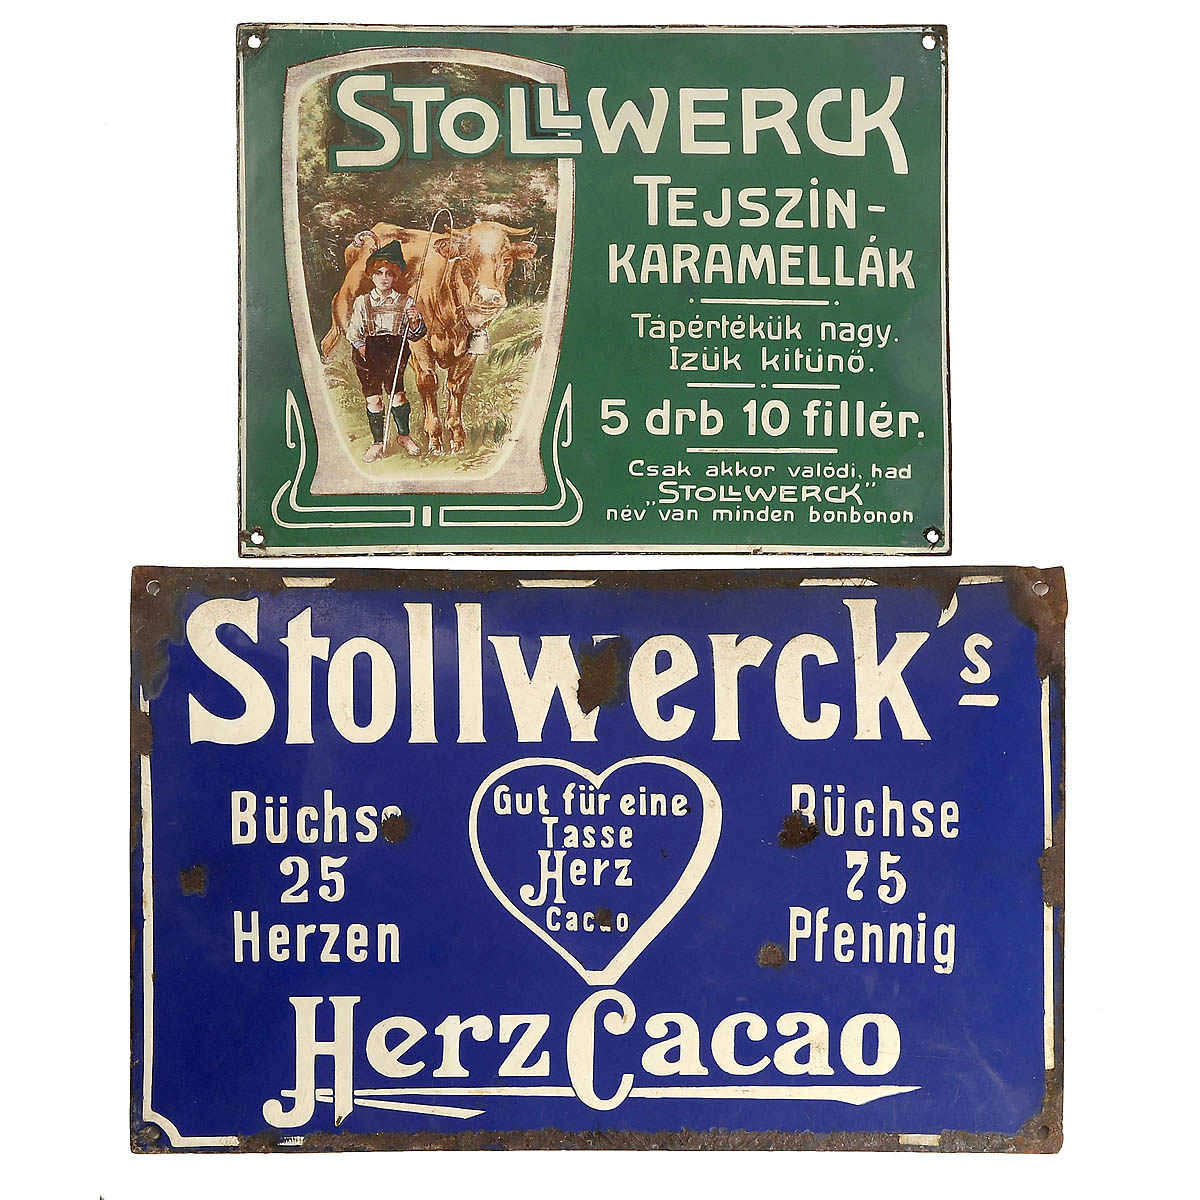 STOLLWERCK
TEJSZIN-
KARAMELLÁK
Tápértékük nagy.
Izük kitünő.
5 drb 10 fillér.
Csak akkor valódi, had
„STOLLWERCK"
név van minden bonbonon
Stollwerck's
Büchse
25
Herzen
Gut für eine
Tasse
Herz
Cacao
Büchse
75
Pfennig
Herz Cacao